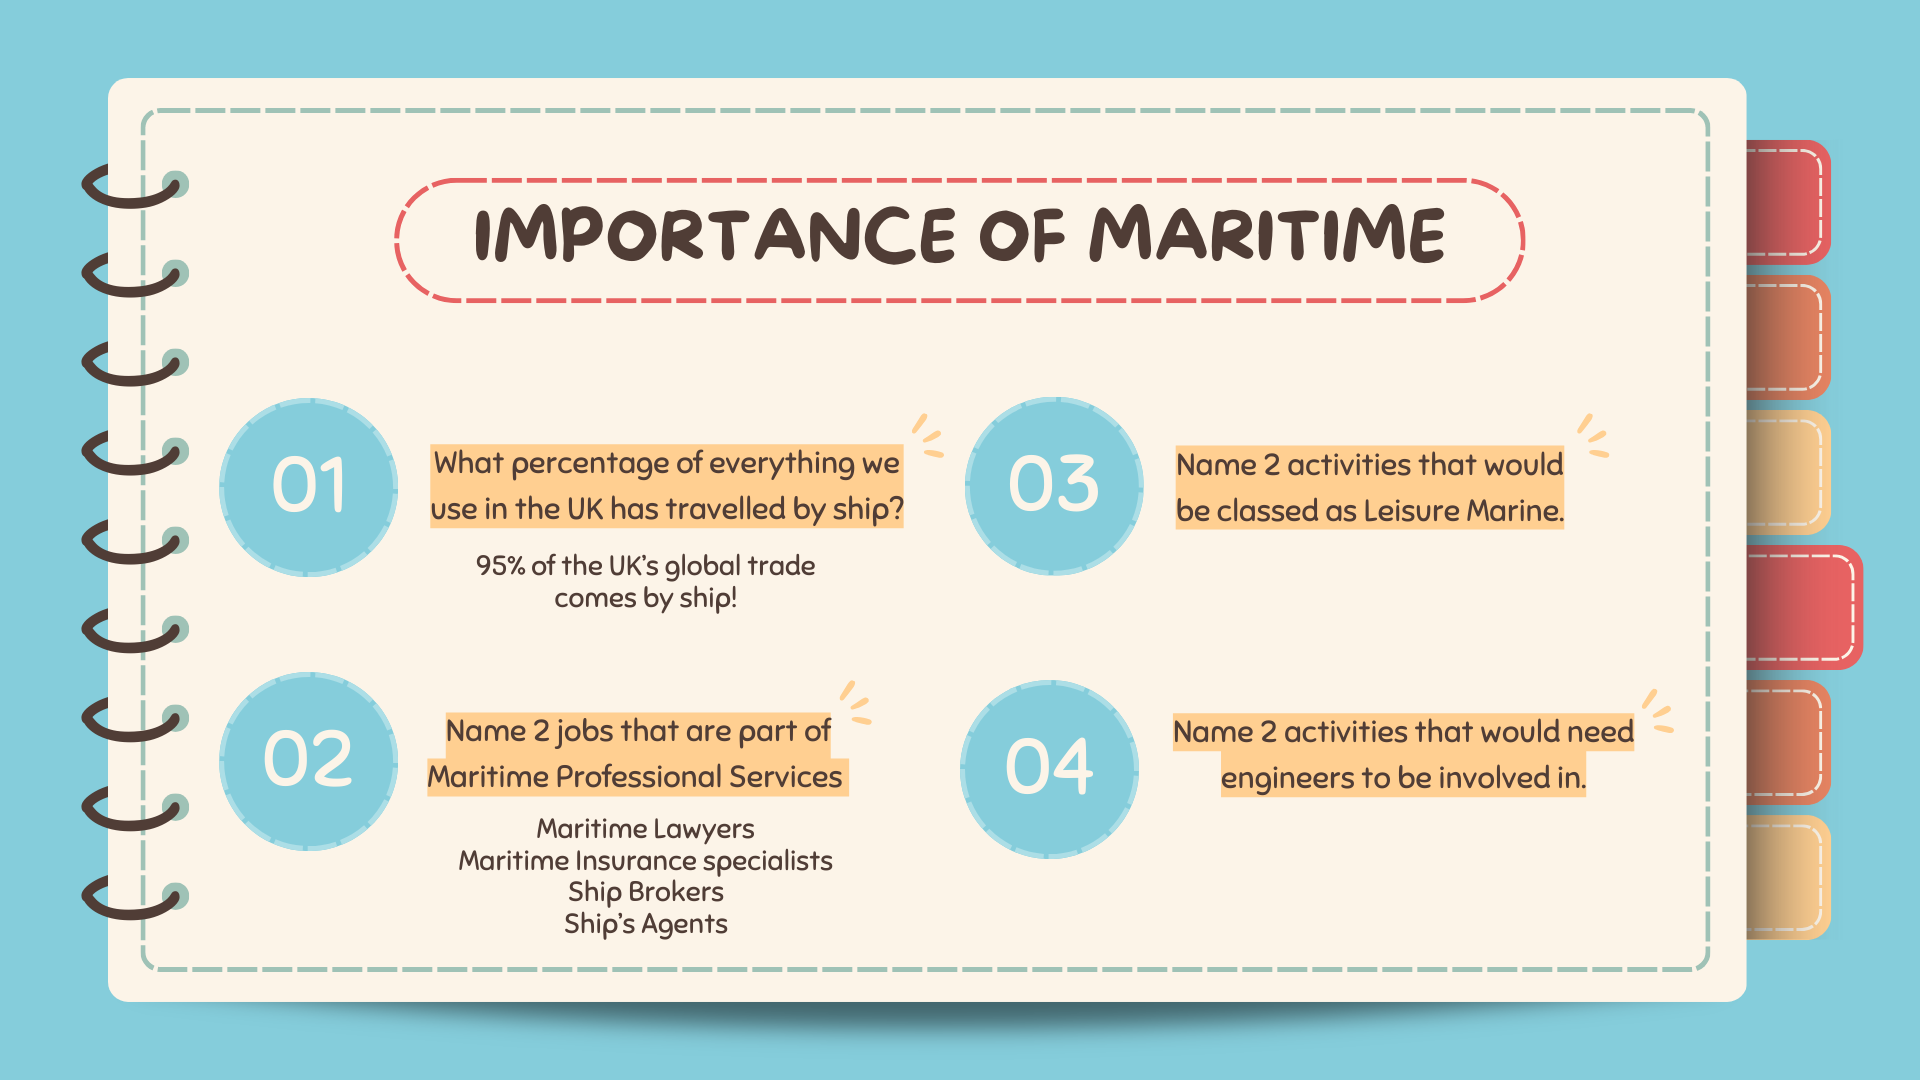 IMPORTANCE OF MARITIME
01
What percentage of everything we
use in the UK has travelled by ship?
95% of the UK's global trade
comes by ship!
02
Name 2 jobs that are part of
Maritime Professional Services
Maritime Lawyers
Maritime Insurance specialists
Ship Brokers
Ship's Agents
03
Name 2 activities that would
be classed as Leisure Marine.
04
Name 2 activities that would need
engineers to be involved in.